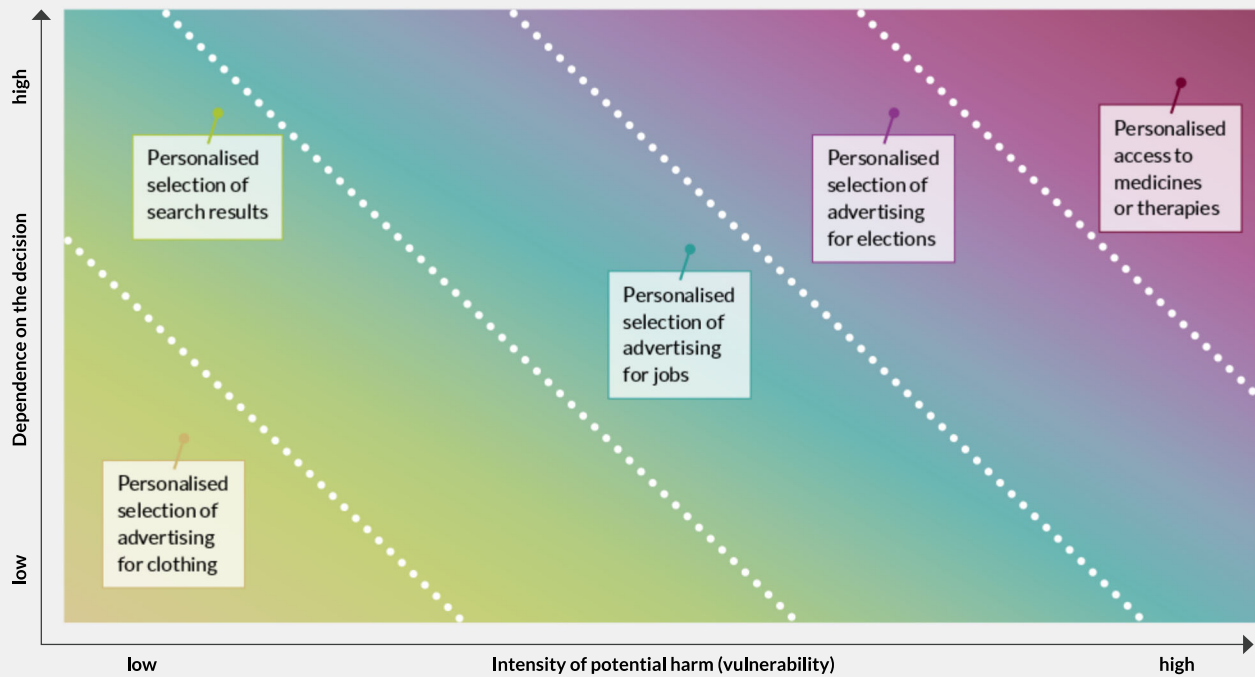 high
Dependence on the decision
low
Personalised
selection of
search results
Personalised
selection of
advertising
for elections
Personalised
access to
medicines
or therapies
Personalised
selection of
advertising
for jobs
Personalised
selection of
advertising
for clothing
low
Intensity of potential harm (vulnerability)
high